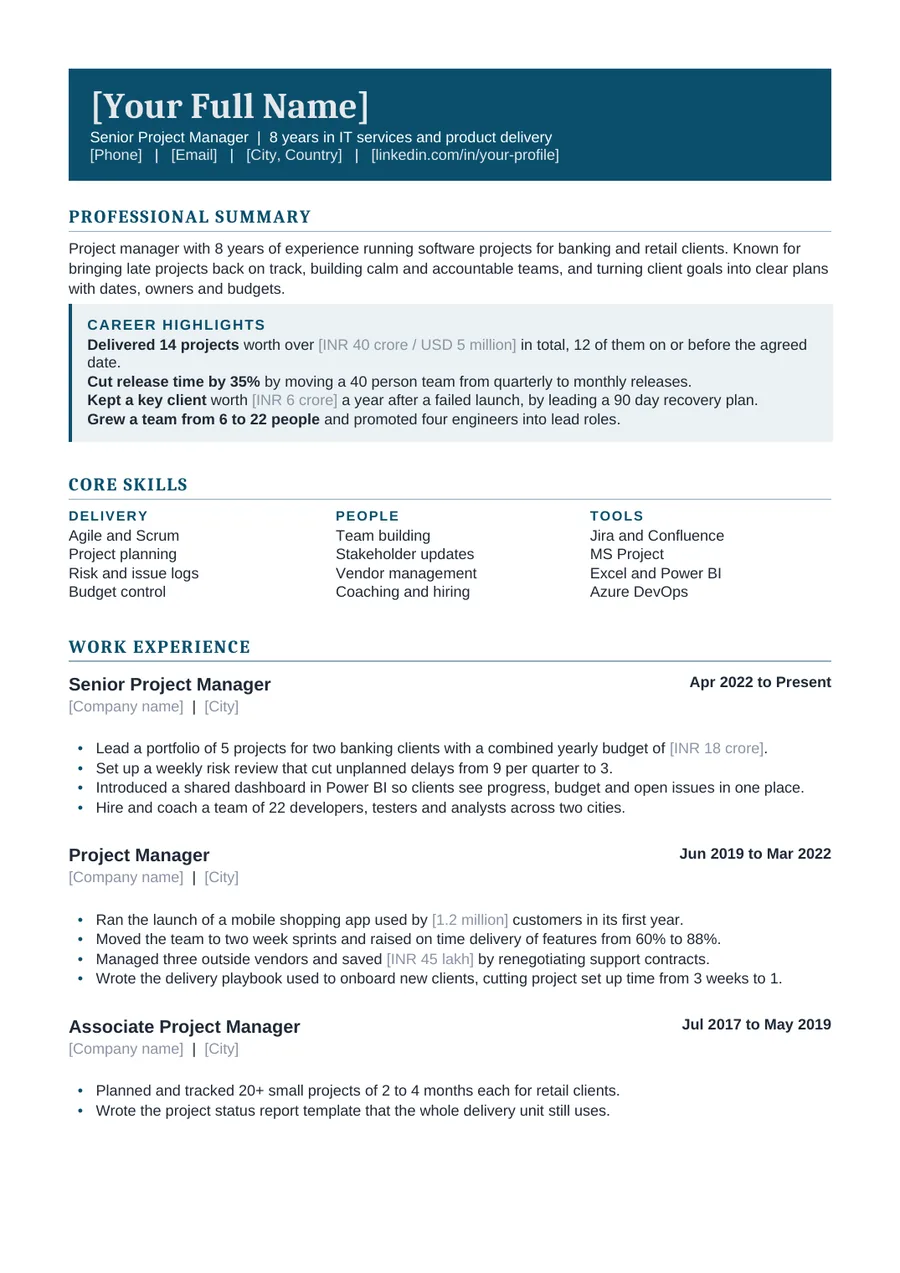 [Your Full Name]
Senior Project Manager | 8 years in IT services and product delivery
[Phone] | [Email] | [City, Country] | [linkedin.com/in/your-profile]
PROFESSIONAL SUMMARY
Project manager with 8 years of experience running software projects for banking and retail clients. Known for
bringing late projects back on track, building calm and accountable teams, and turning client goals into clear plans
with dates, owners and budgets.
CAREER HIGHLIGHTS
Delivered 14 projects worth over [INR 40 crore / USD 5 million] in total, 12 of them on or before the agreed
date.
Cut release time by 35% by moving a 40 person team from quarterly to monthly releases.
Kept a key client worth [INR 6 crore] a year after a failed launch, by leading a 90 day recovery plan.
Grew a team from 6 to 22 people and promoted four engineers into lead roles.
CORE SKILLS
DELIVERY
Agile and Scrum
Project planning
Risk and issue logs
Budget control
PEOPLE
Team building
Stakeholder updates
Vendor management
Coaching and hiring
TOOLS
Jira and Confluence
MS Project
Excel and Power BI
Azure DevOps
WORK EXPERIENCE
Senior Project Manager Apr 2022 to Present
[Company name] | [City]
• Lead a portfolio of 5 projects for two banking clients with a combined yearly budget of [INR 18 crore].
• Set up a weekly risk review that cut unplanned delays from 9 per quarter to 3.
• Introduced a shared dashboard in Power BI so clients see progress, budget and open issues in one place.
• Hire and coach a team of 22 developers, testers and analysts across two cities.
Project Manager Jun 2019 to Mar 2022
[Company name] | [City]
• Ran the launch of a mobile shopping app used by [1.2 million] customers in its first year.
• Moved the team to two week sprints and raised on time delivery of features from 60% to 88%.
• Managed three outside vendors and saved [INR 45 lakh] by renegotiating support contracts.
• Wrote the delivery playbook used to onboard new clients, cutting project set up time from 3 weeks to 1.
Associate Project Manager Jul 2017 to May 2019
[Company name] | [City]
• Planned and tracked 20+ small projects of 2 to 4 months each for retail clients.
• Wrote the project status report template that the whole delivery unit still uses.